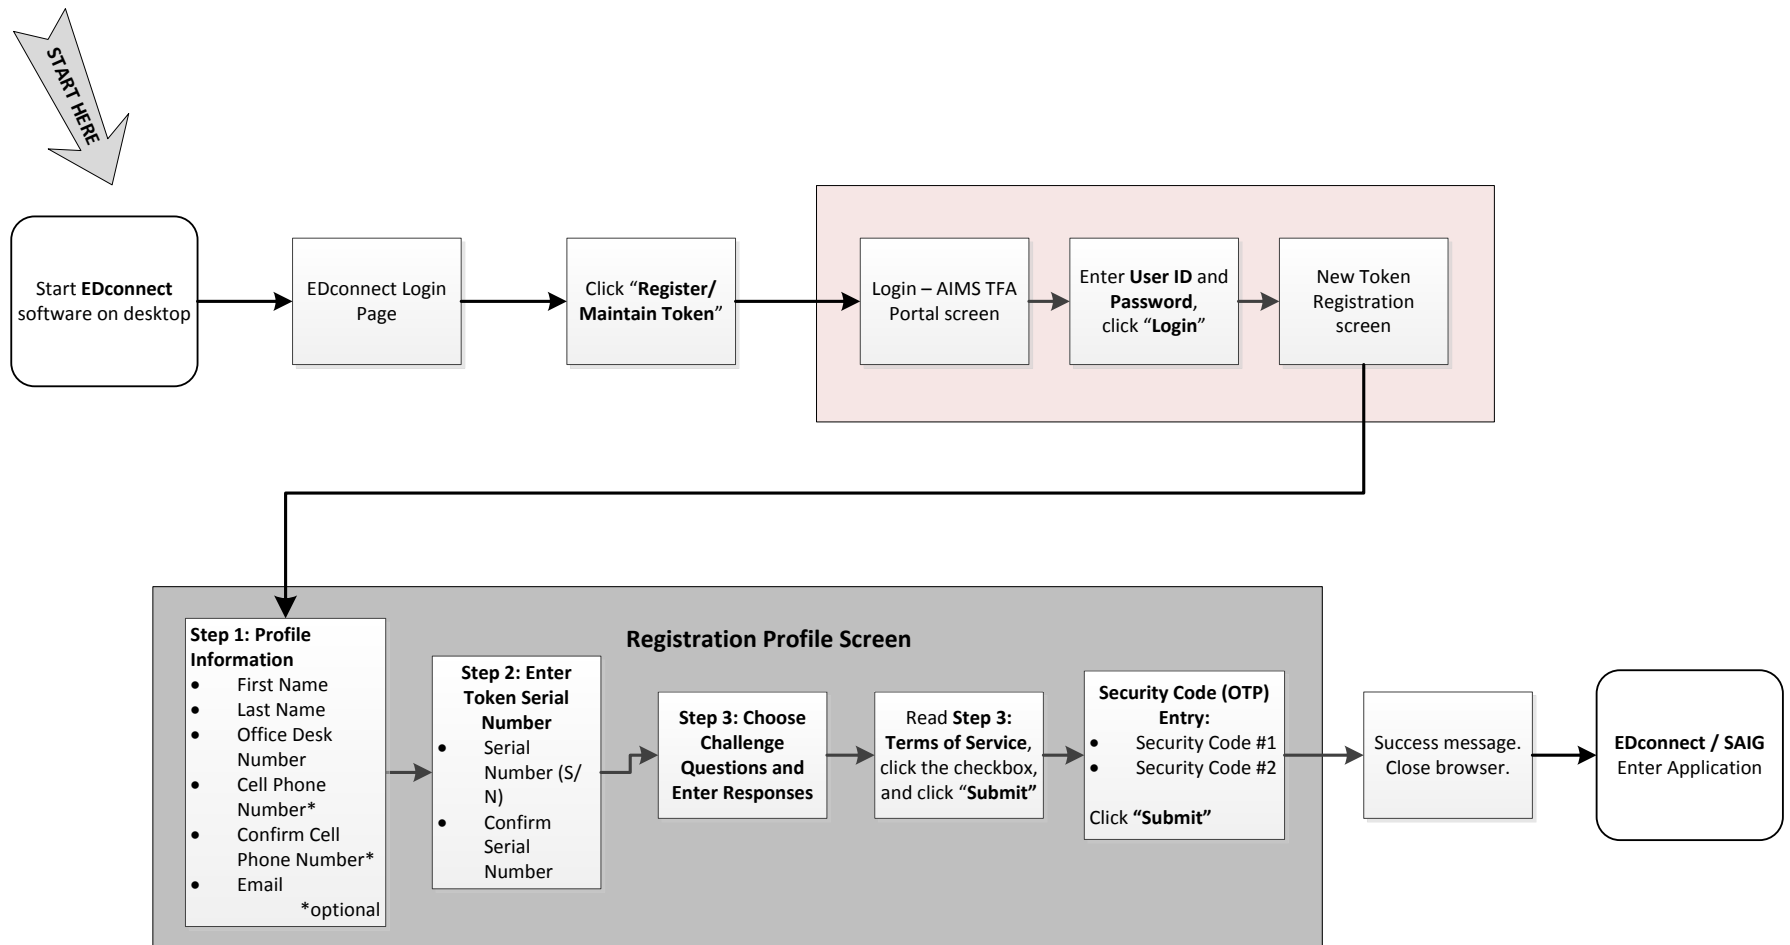 START HERE
Start EDconnect
software on desktop
EDconnect Login
Page
Click “Register/
Maintain Token”
Login – AIMS TFA
Portal screen
Enter User ID and
Password,
click “Login”
New Token
Registration
screen
Registration Profile Screen
Step 1: Profile
Information
• First Name
• Last Name
• Office Desk
Number
• Cell Phone
Number*
• Confirm Cell
Phone Number*
• Email
*optional
Step 2: Enter
Token Serial
Number
• Serial
Number (S/
N)
• Confirm
Serial
Number
Step 3: Choose
Challenge
Questions and
Enter Responses
Read Step 3:
Terms of Service,
click the checkbox,
and click “Submit”
Security Code (OTP)
Entry:
• Security Code #1
• Security Code #2
Click “Submit”
Success message.
Close browser.
EDconnect / SAIG
Enter Application